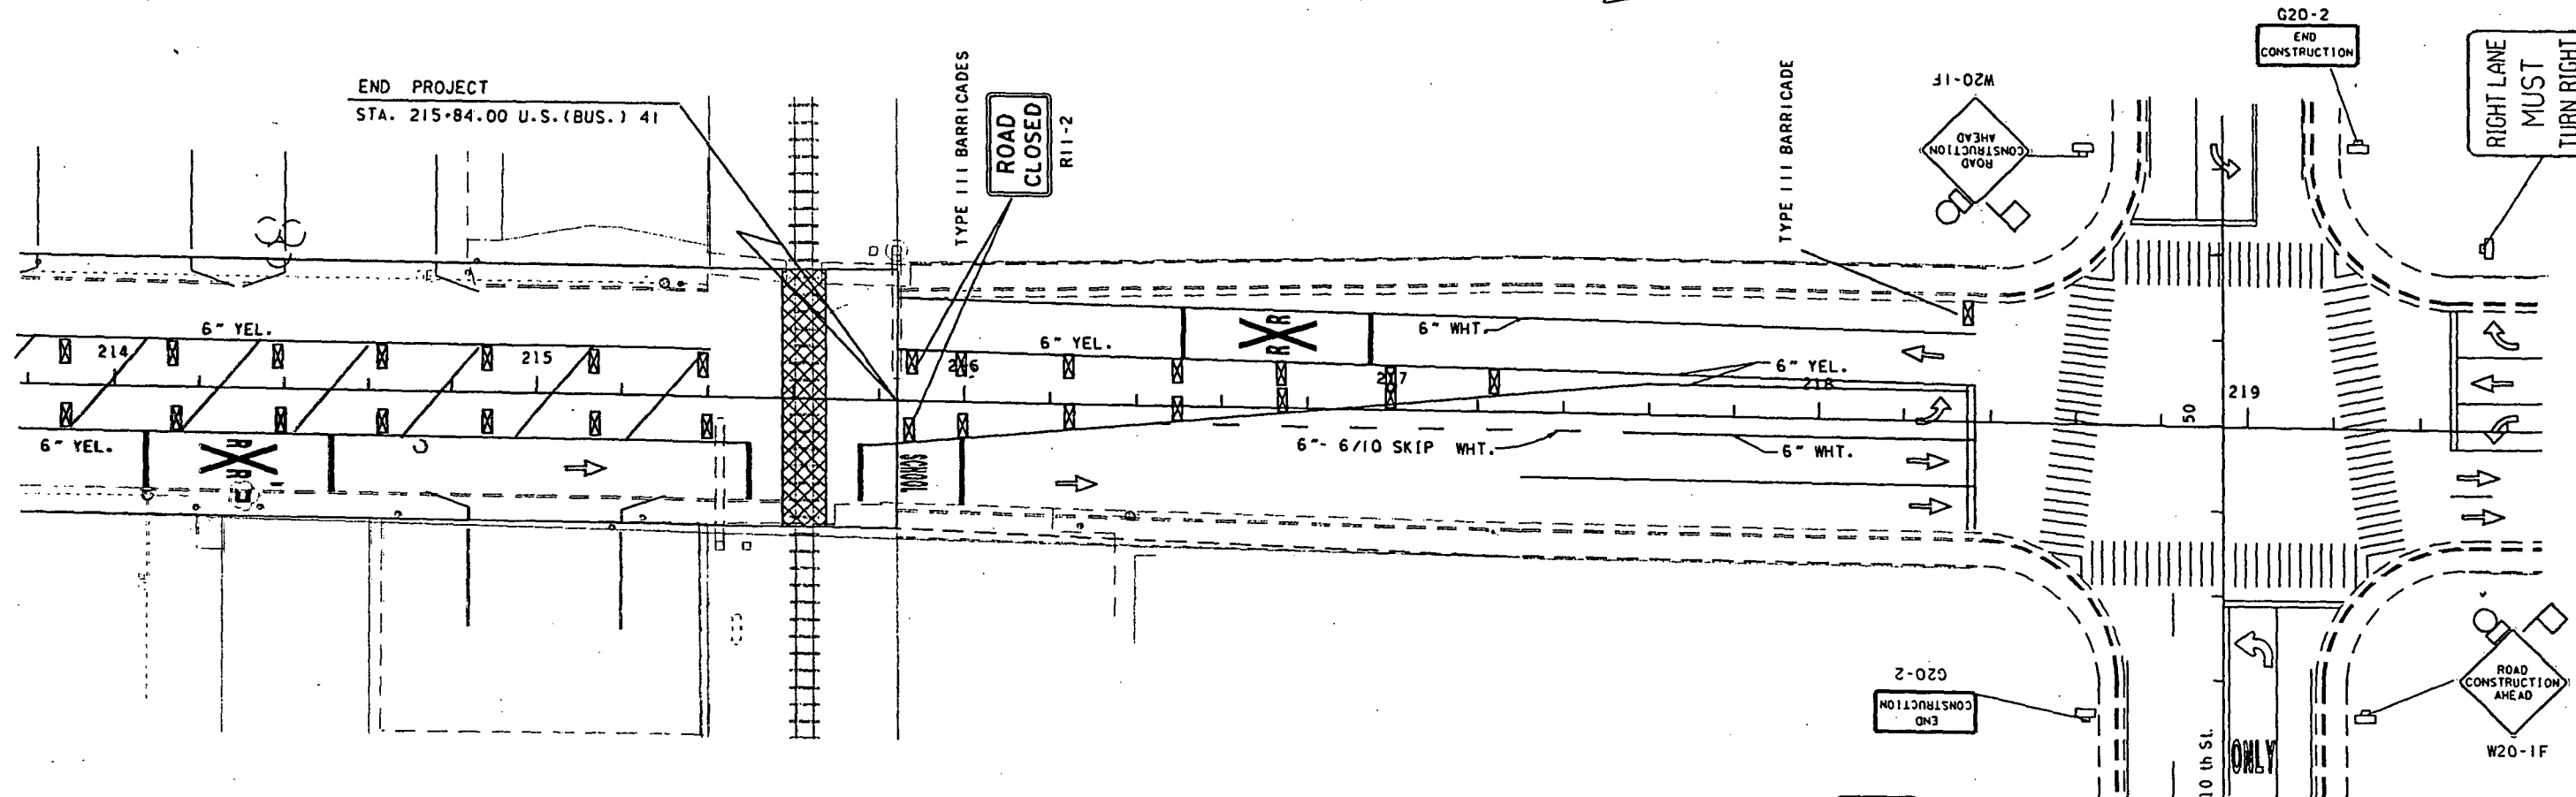 G20-2
END
CONSTRUCTION
RIGHT LANE
MUST
TURN RIGHT
W20-1F
ROAD
CONSTRUCTION
AHEAD
END PROJECT
STA. 215+84.00 U.S.(BUS.) 41
TYPE III BARRICADES
ROAD
CLOSED
R11-2
TYPE III BARRICADE
6" YEL.
214
215
216
6" YEL.
R R
6" WHT.
217
6" YEL.
218
219
50
6" YEL.
R R
SCHOOL
6"- 6/10 SKIP WHT.
6" WHT.
G20-2
END
CONSTRUCTION
10 th St.
ONLY
ROAD
CONSTRUCTION
AHEAD
W20-1F